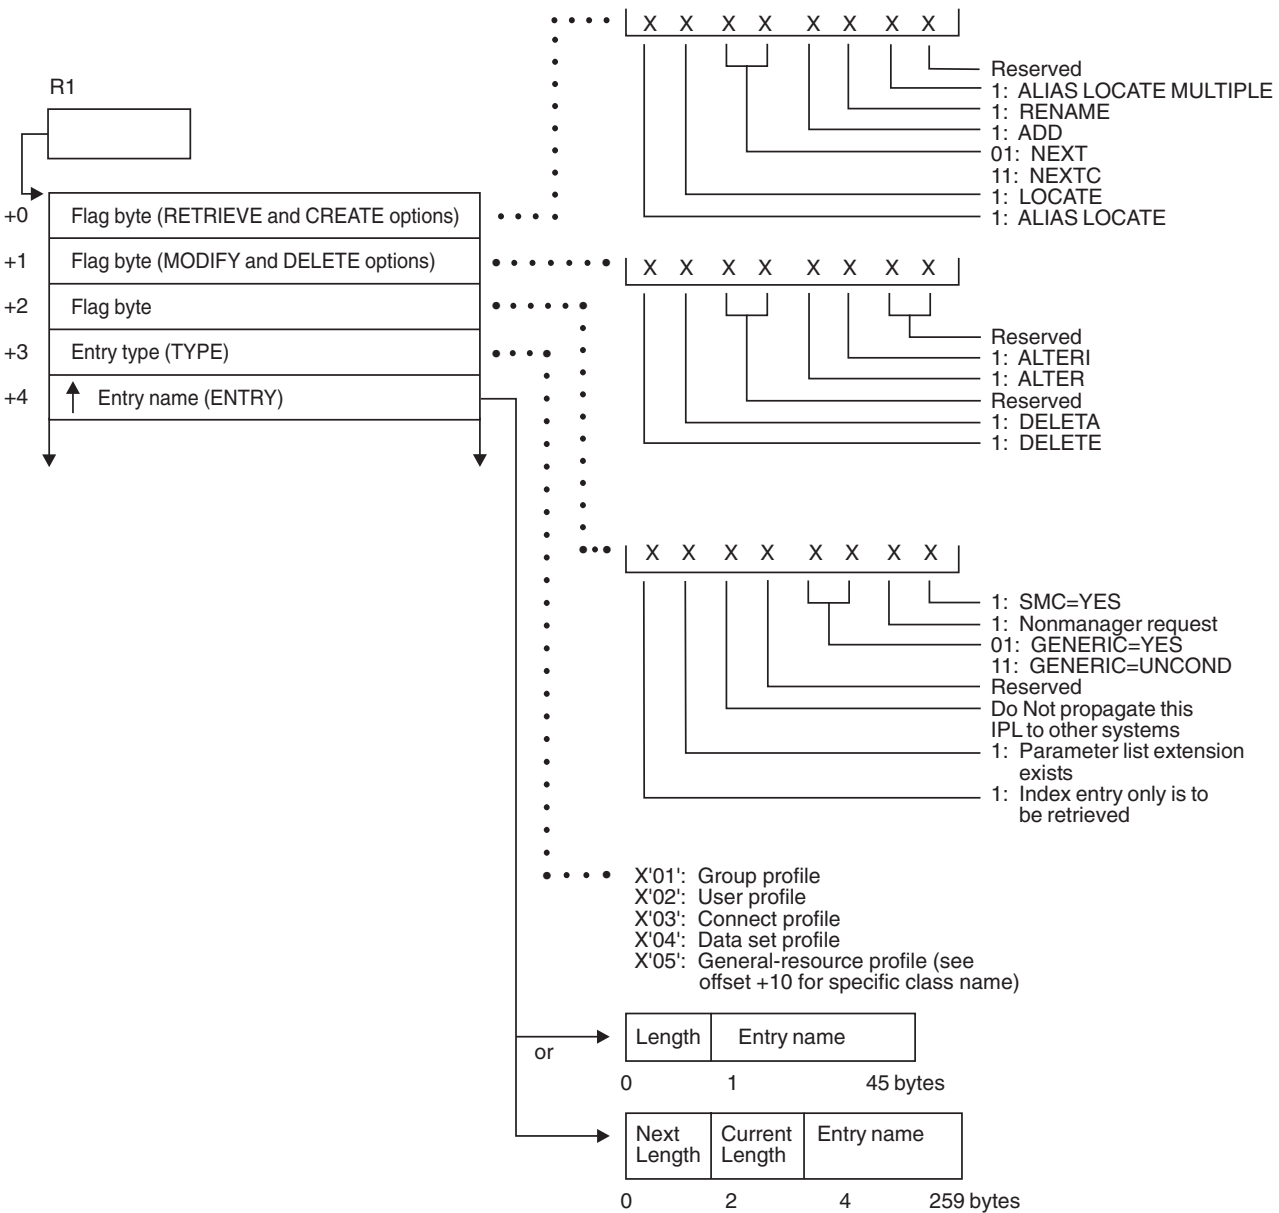 R1
+0 Flag byte (RETRIEVE and CREATE options)
+1 Flag byte (MODIFY and DELETE options)
+2 Flag byte
+3 Entry type (TYPE)
+4 Entry name (ENTRY)
X X X X X X X X
Reserved
1: ALIAS LOCATE MULTIPLE
1: RENAME
1: ADD
01: NEXT
11: NEXTC
1: LOCATE
1: ALIAS LOCATE
X X X X X X X X
Reserved
1: ALTERI
1: ALTER
Reserved
1: DELETA
1: DELETE
X X X X X X X X
1: SMC=YES
1: Nonmanager request
01: GENERIC=YES
11: GENERIC=UNCOND
Reserved
Do Not propagate this
IPL to other systems
1: Parameter list extension
exists
1: Index entry only is to
be retrieved
X'01': Group profile
X'02': User profile
X'03': Connect profile
X'04': Data set profile
X'05': General-resource profile (see
offset +10 for specific class name)
or
Length Entry name
0 1 45 bytes
Next Length Current Length Entry name
0 2 4 259 bytes